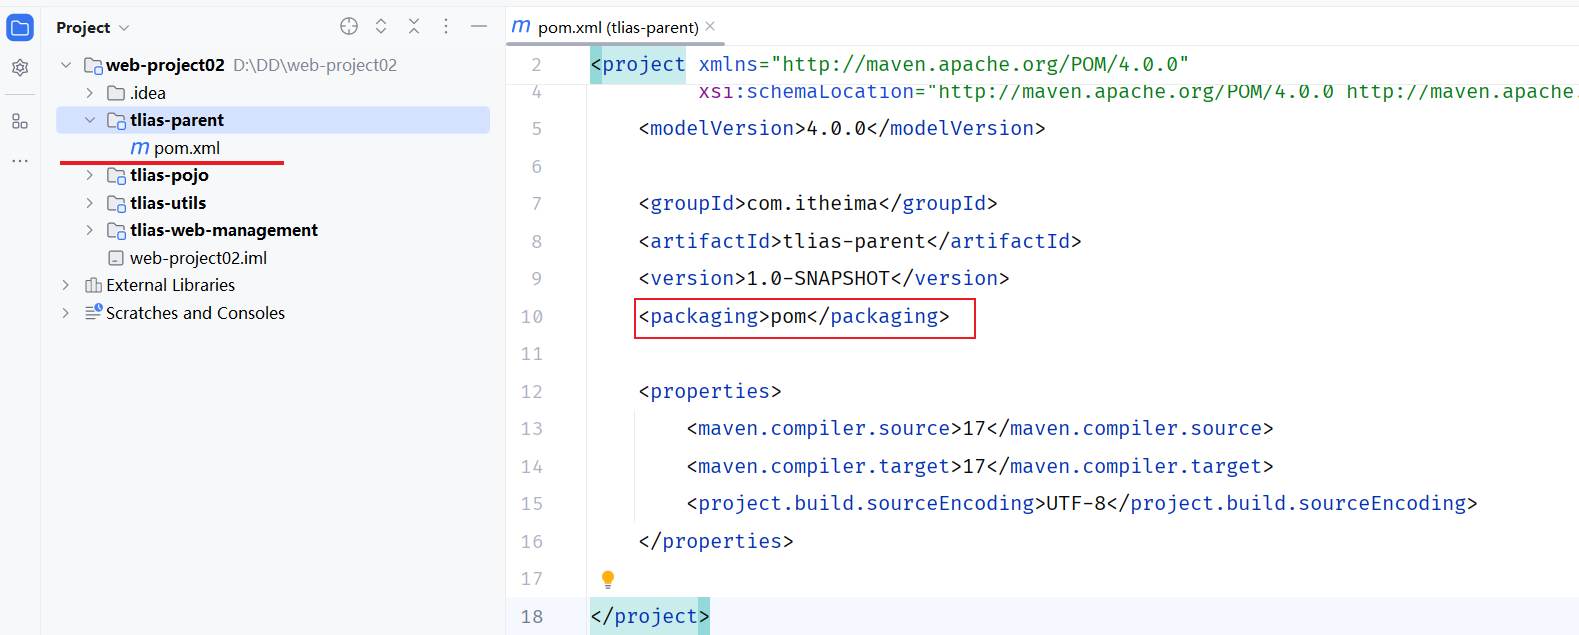 Project
web-project02 D:\DD\web-project02
.idea
tlias-parent
m pom.xml
tlias-pojo
tlias-utils
tlias-web-management
web-project02.iml
External Libraries
Scratches and Consoles
m pom.xml (tlias-parent)
2 <project xmlns="http://maven.apache.org/POM/4.0.0"
4 xsi:schemaLocation="http://maven.apache.org/POM/4.0.0 http://maven.apache.
5 <modelVersion>4.0.0</modelVersion>
6
7 <groupId>com.itheima</groupId>
8 <artifactId>tlias-parent</artifactId>
9 <version>1.0-SNAPSHOT</version>
10 <packaging>pom</packaging>
11
12 <properties>
13 <maven.compiler.source>17</maven.compiler.source>
14 <maven.compiler.target>17</maven.compiler.target>
15 <project.build.sourceEncoding>UTF-8</project.build.sourceEncoding>
16 </properties>
17
18 </project>